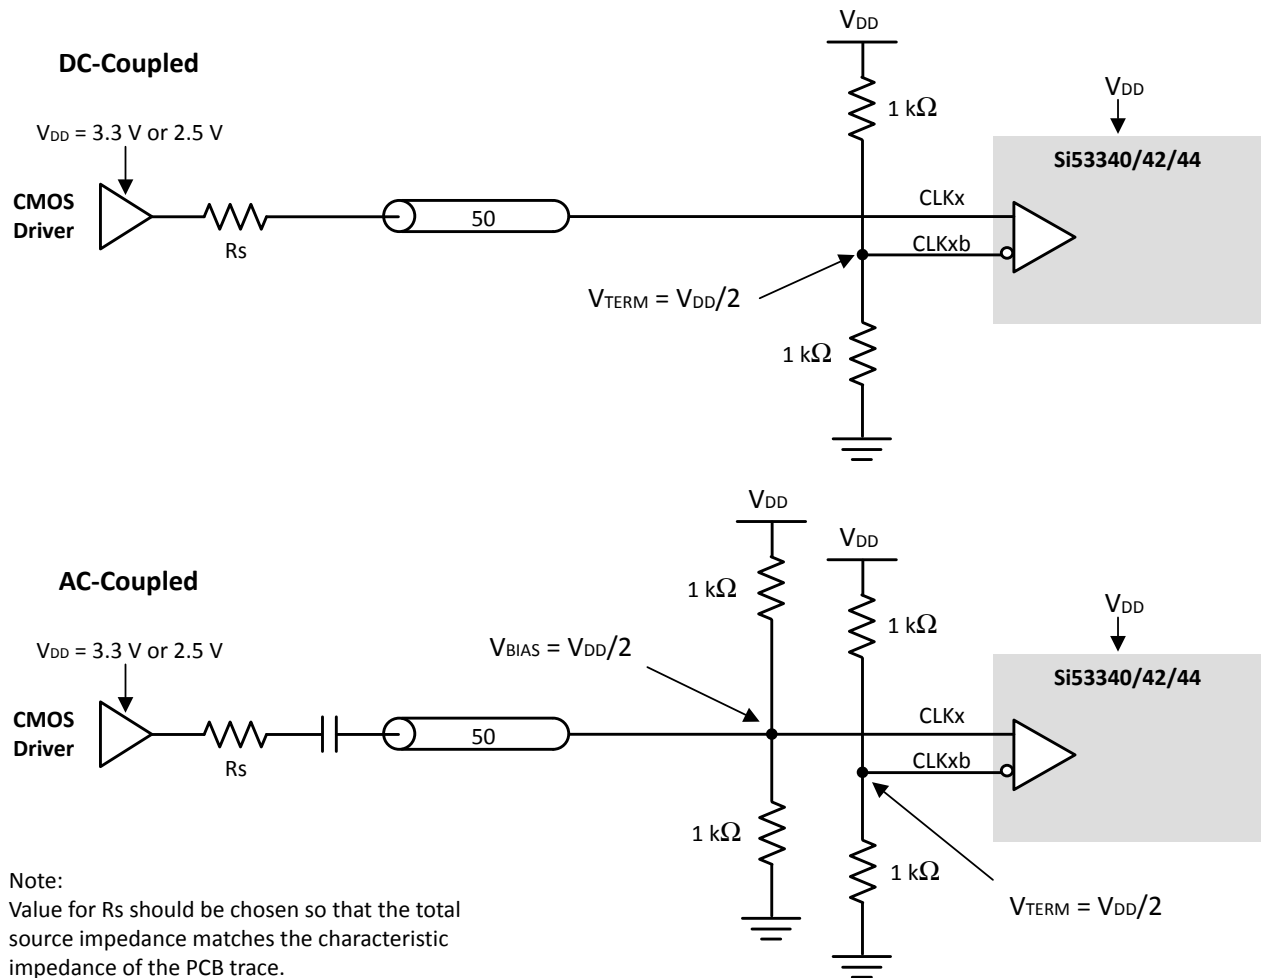 VDD
DC-Coupled
1 kΩ
VDD
VDD = 3.3 V or 2.5 V
Si53340/42/44
CMOS
Driver
Rs
50
CLKx
CLKxb
VTERM = VDD/2
1 kΩ
VDD
VDD
AC-Coupled
1 kΩ
1 kΩ
VDD
VDD = 3.3 V or 2.5 V
VBIAS = VDD/2
Si53340/42/44
CMOS
Driver
Rs
50
CLKx
CLKxb
1 kΩ
1 kΩ
VTERM = VDD/2
Note:
Value for Rs should be chosen so that the total
source impedance matches the characteristic
impedance of the PCB trace.